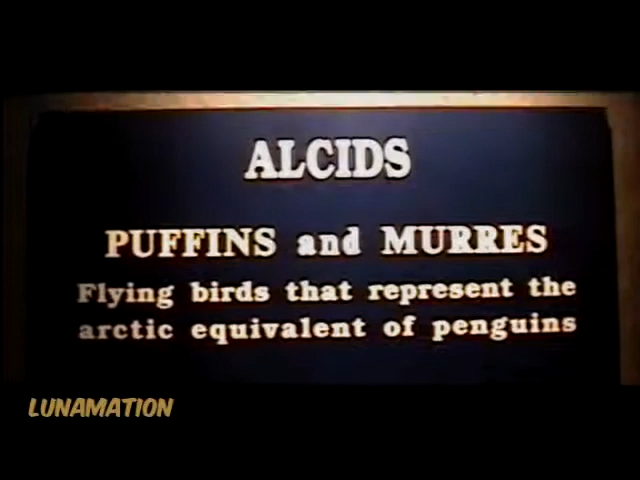 ALCIDS
PUFFINS and MURRES
Flying birds that represent the
arctic equivalent of penguins
LUNAMATION